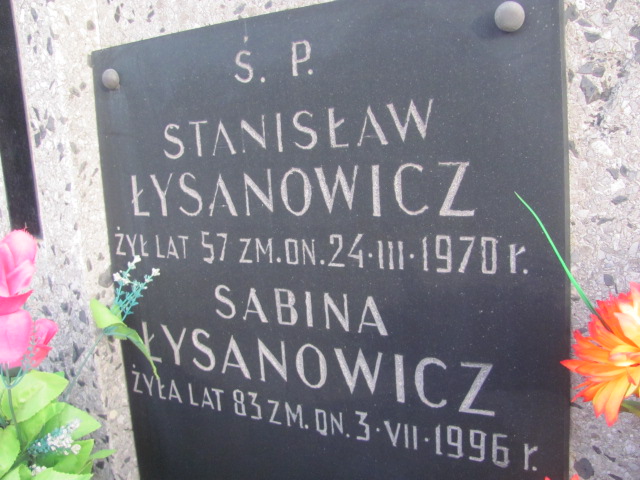 Ś. P.
STANISŁAW
ŁYSANOWICZ
ŻYŁ LAT 57 ZM. DN. 24·III·1970 r.
SABINA
ŁYSANOWICZ
ŻYŁA LAT 83 ZM. DN. 3·VII·1996 r.